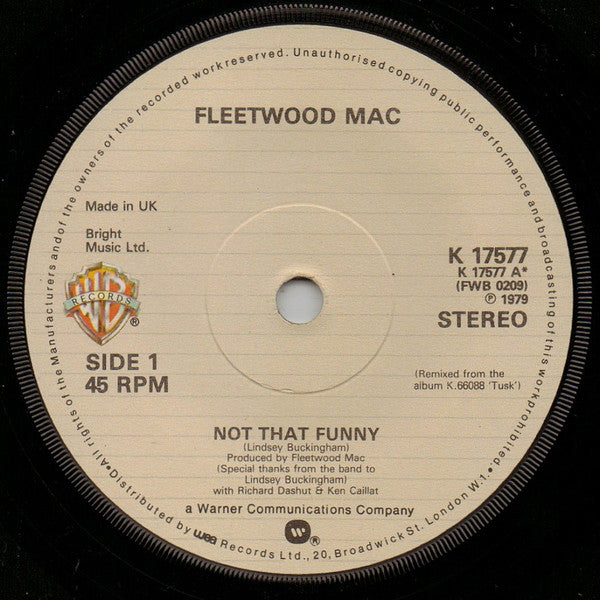 •All rights of the Manufacturers and of the owners of the recorded work reserved. Unauthorised copying public performance and broadcasting of this work prohibited.•
FLEETWOOD MAC
Made in UK
Bright
Music Ltd.
WB
RECORDS
®
SIDE 1
45 RPM
K 17577
K 17577 A*
(FWB 0209)
℗ 1979
STEREO
(Remixed from the
album K.66088 'Tusk')
NOT THAT FUNNY
(Lindsey Buckingham)
Produced by Fleetwood Mac
(Special thanks from the band to
Lindsey Buckingham)
with Richard Dashut & Ken Caillat
a Warner Communications Company
®
Distributed by wea Records Ltd., 20, Broadwick St. London W1.